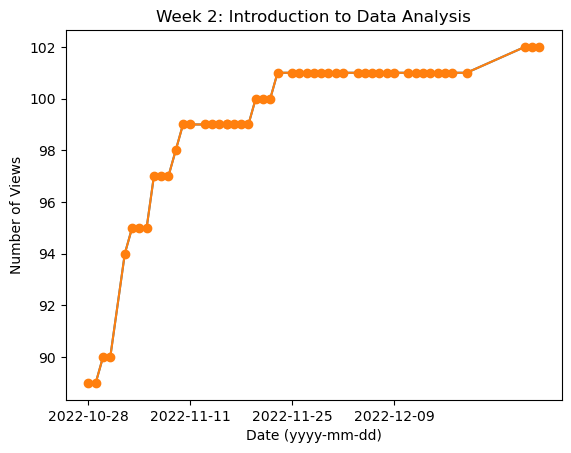 Week 2: Introduction to Data Analysis
102
100
98
96
94
92
90
Number of Views
2022-10-28 2022-11-11 2022-11-25 2022-12-09
Date (yyyy-mm-dd)